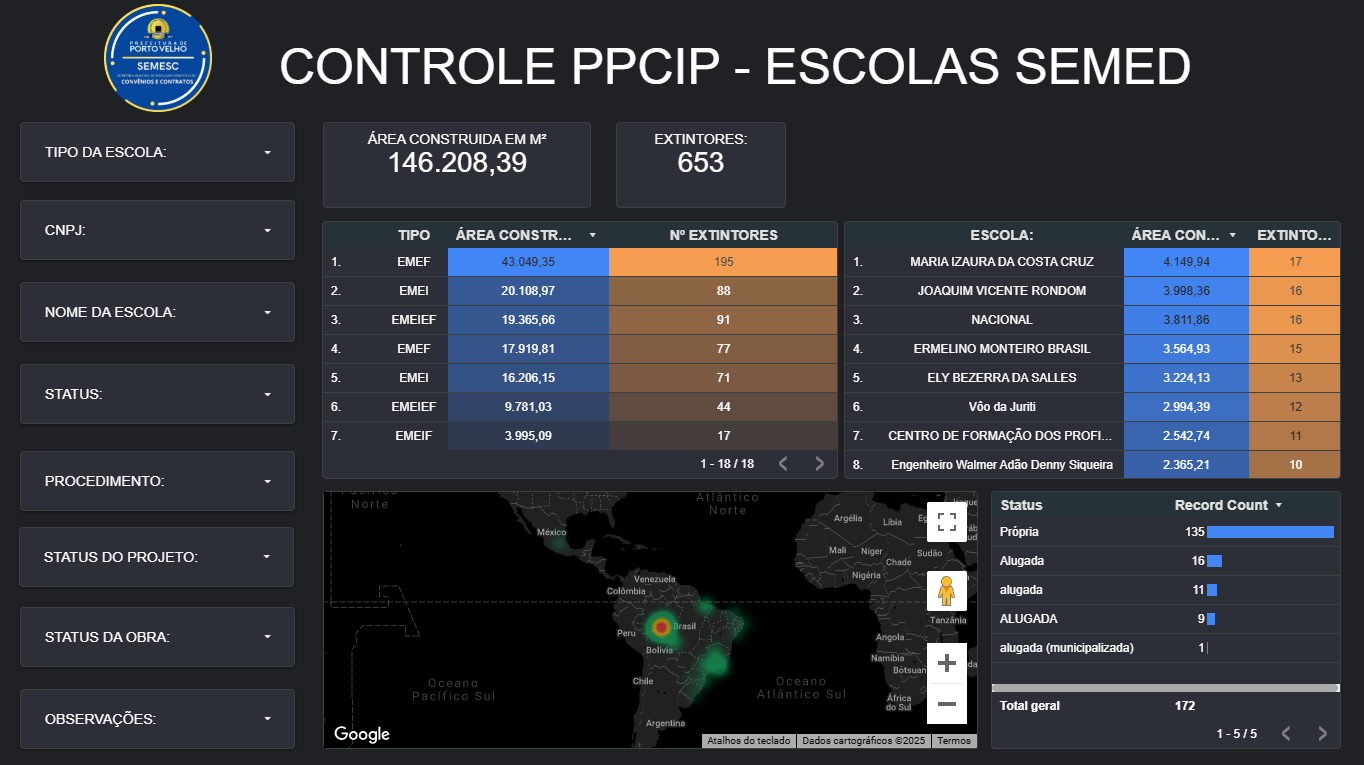 PREFEITURA DE
PORTO VELHO
SEMESC
CONVÊNIOS E CONTRATOS
CONTROLE PPCIP - ESCOLAS SEMED
TIPO DA ESCOLA:
CNPJ:
NOME DA ESCOLA:
STATUS:
PROCEDIMENTO:
STATUS DO PROJETO:
STATUS DA OBRA:
OBSERVAÇÕES:
ÁREA CONSTRUIDA EM M²
146.208,39
EXTINTORES:
653
TIPO ÁREA CONSTR... Nº EXTINTORES
1. EMEF 43.049,35 195
2. EMEI 20.108,97 88
3. EMEIEF 19.365,66 91
4. EMEF 17.919,81 77
5. EMEI 16.206,15 71
6. EMEIEF 9.781,03 44
7. EMEIF 3.995,09 17
1 - 18 / 18
ESCOLA: ÁREA CON... EXTINTO...
1. MARIA IZAURA DA COSTA CRUZ 4.149,94 17
2. JOAQUIM VICENTE RONDOM 3.998,36 16
3. NACIONAL 3.811,86 16
4. ERMELINO MONTEIRO BRASIL 3.564,93 15
5. ELY BEZERRA DA SALLES 3.224,13 13
6. Vôo da Juriti 2.994,39 12
7. CENTRO DE FORMAÇÃO DOS PROFI... 2.542,74 11
8. Engenheiro Walmer Adão Denny Siqueira 2.365,21 10
Pacífico
Norte
Atlântico
Norte
México
Venezuela
Colômbia
Peru
Brasil
Bolívia
Chile
Argentina
Oceano
Pacífico Sul
Oceano
Atlântico Sul
Argélia
Líbia
Mali
Níger
Chade
Sudão
Nigéria
Tanzânia
Angola
Namíbia
Botsuan
África
do Sul
Google
Atalhos do teclado
Dados cartográficos ©2025
Termos
Status Record Count
Própria 135
Alugada 16
alugada 11
ALUGADA 9
alugada (municipalizada) 1
Total geral 172
1 - 5 / 5